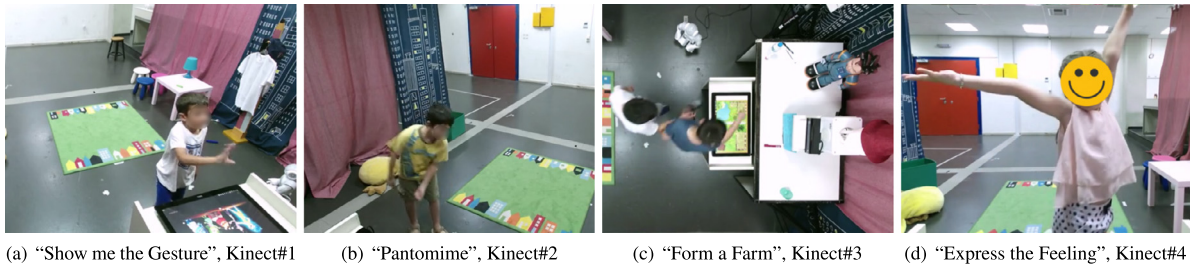 (a) “Show me the Gesture”, Kinect#1
(b) “Pantomime”, Kinect#2
(c) “Form a Farm”, Kinect#3
(d) “Express the Feeling”, Kinect#4